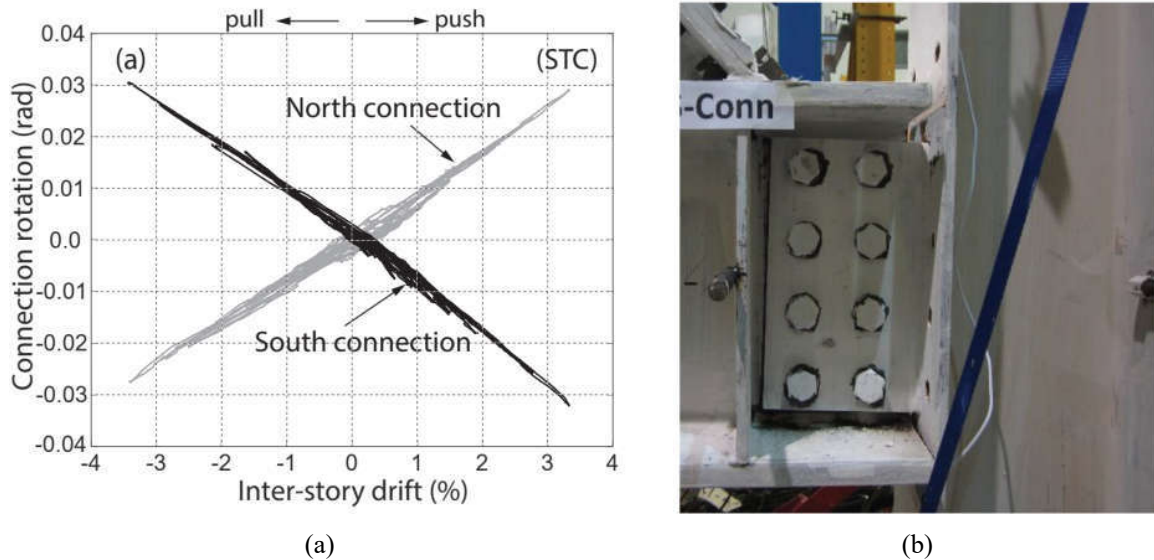 pull push
0.04
(a) (STC)
0.03
North connection
0.02
0.01
0.0
-0.01
South connection
-0.02
-0.03
-0.04
Connection rotation (rad)
-4 -3 -2 -1 0 1 2 3 4
Inter-story drift (%)
-Conn
(a) (b)